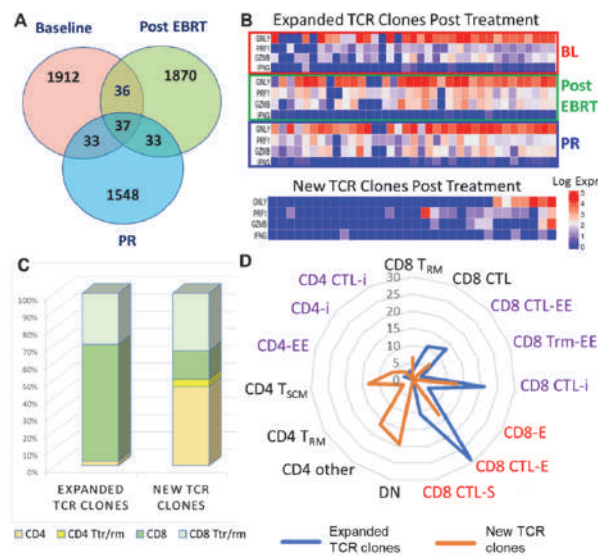 A
Baseline
Post EBRT
1912
36
1870
37
33
33
1548
PR
B
Expanded TCR Clones Post Treatment
GNLY
PRF1
GZMB
IFNG
BL
GNLY
PRF1
GZMB
IFNG
Post
EBRT
GNLY
PRF1
GZMB
IFNG
PR
New TCR Clones Post Treatment
Log Expr
GNLY
PRF1
GZMB
IFNG
5
4
3
2
1
0
C
100%
90%
80%
70%
60%
50%
40%
30%
20%
10%
0%
EXPANDED
TCR CLONES
NEW TCR
CLONES
CD4
CD4 Ttr/rm
CD8
CD8 Ttr/rm
D
CD8 TRM
CD8 CTL
CD8 CTL-EE
CD8 Trm-EE
CD8 CTL-i
CD8-E
CD8 CTL-E
CD8 CTL-S
DN
CD4 other
CD4 TRM
CD4 TSCM
CD4-EE
CD4-i
CD4 CTL-i
30
25
20
15
10
5
0
Expanded
TCR clones
New TCR
clones